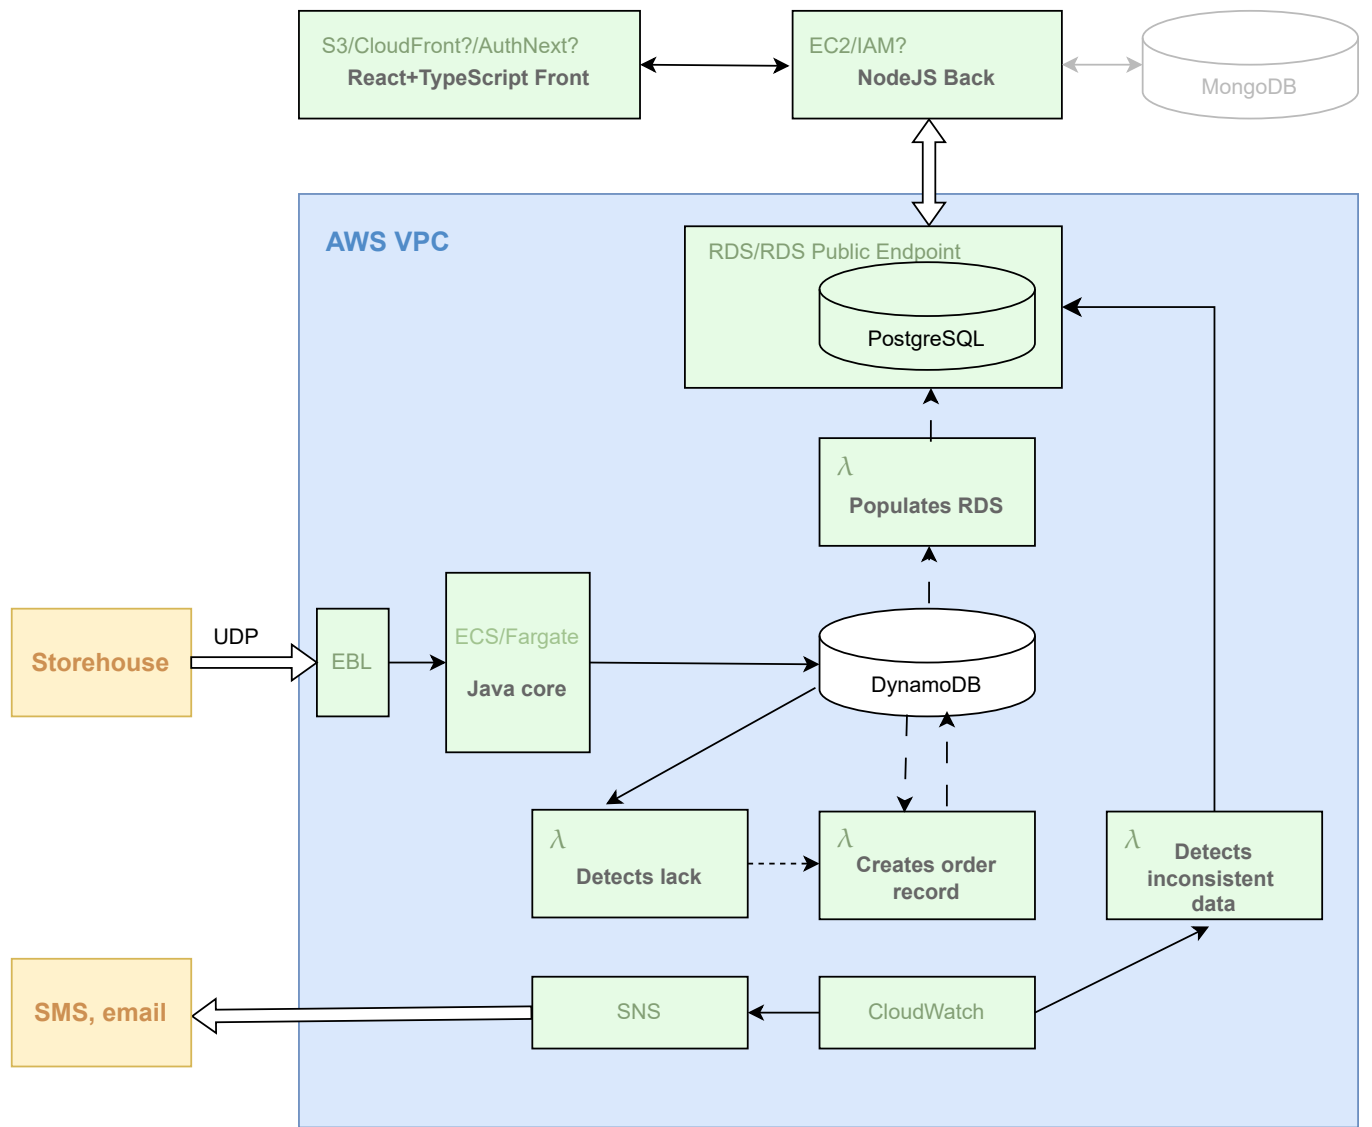 S3/CloudFront?/AuthNext?
React+TypeScript Front
EC2/IAM?
NodeJS Back
MongoDB
AWS VPC
RDS/RDS Public Endpoint
PostgreSQL
λ
Populates RDS
Storehouse
UDP
EBL
ECS/Fargate
Java core
DynamoDB
λ
Detects lack
λ
Creates order
record
λ
Detects
inconsistent
data
SMS, email
SNS
CloudWatch